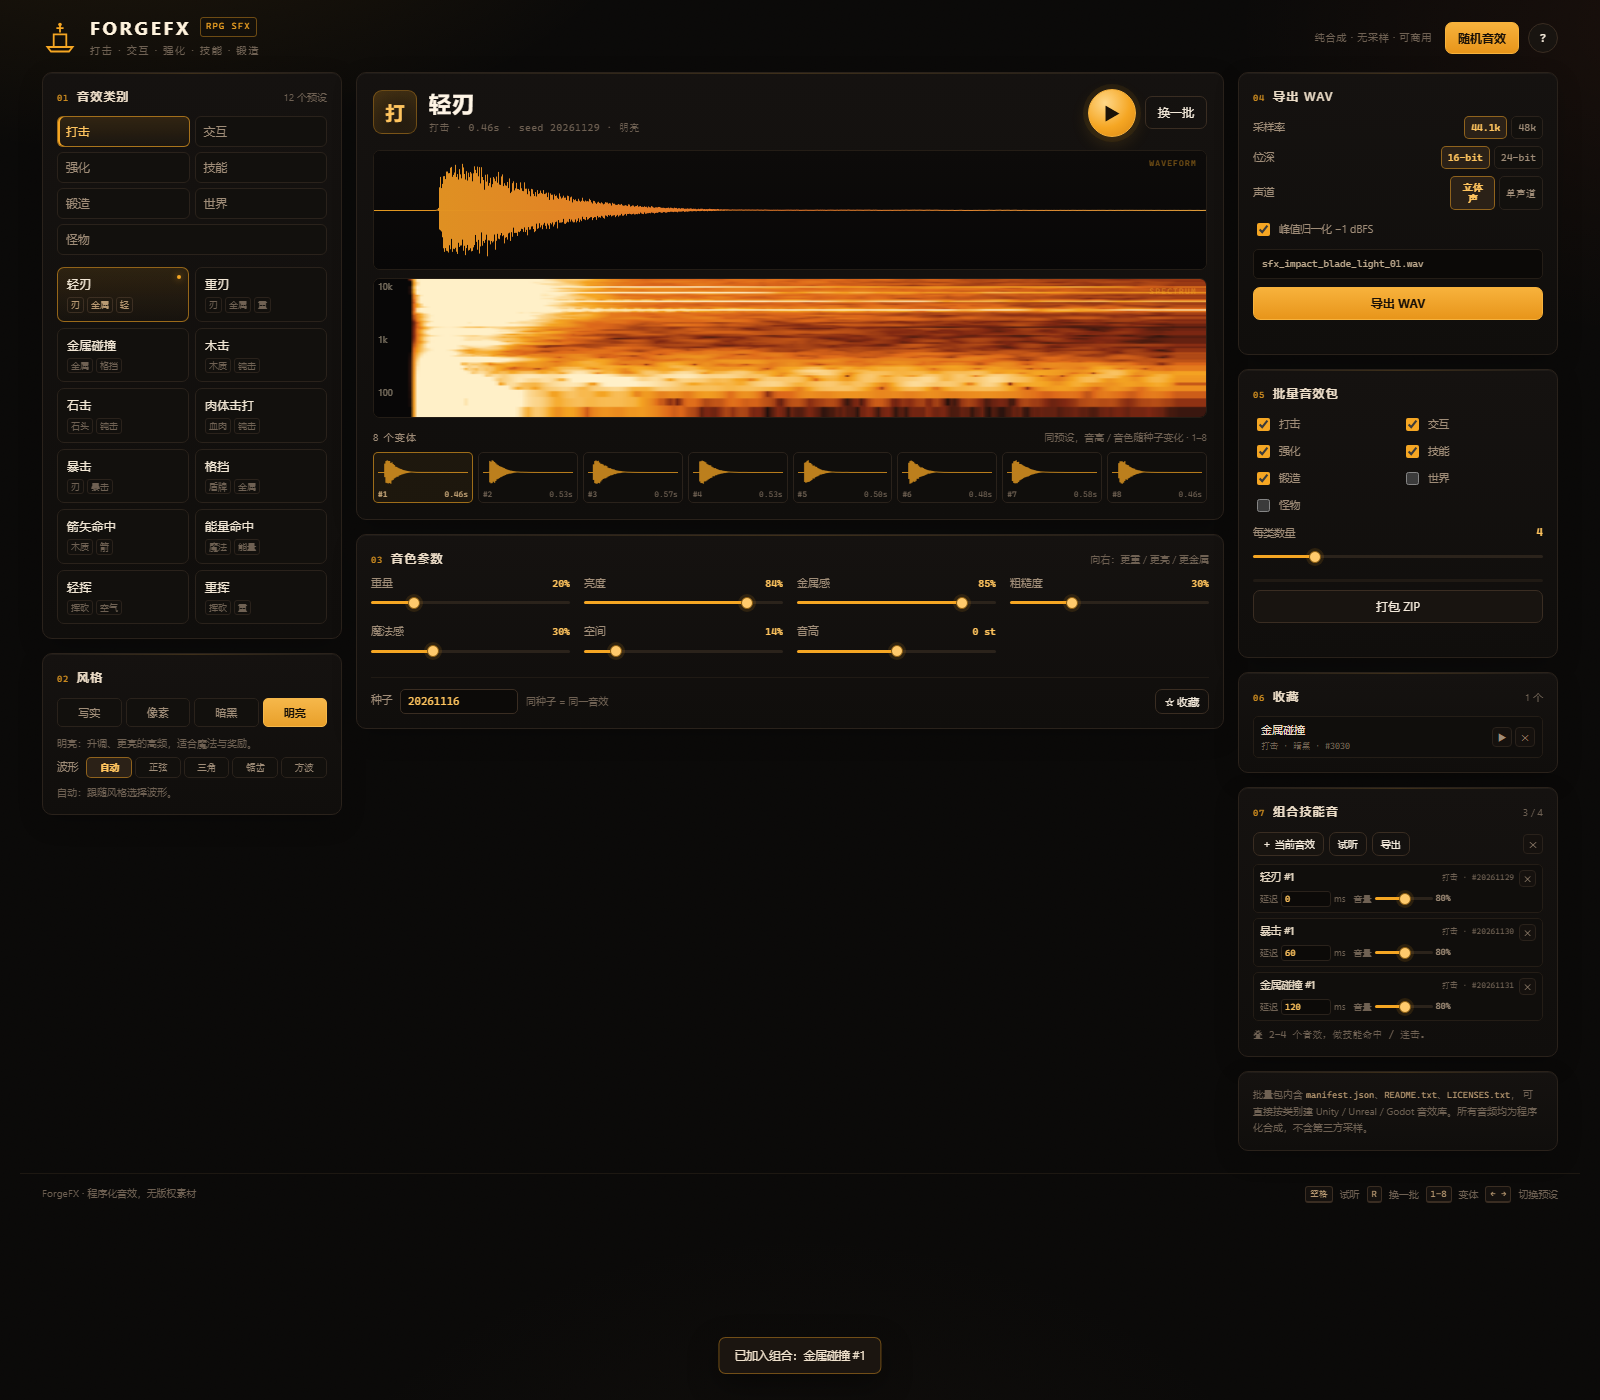 FORGEFX RPG SFX
打击 · 交互 · 强化 · 技能 · 锻造
纯合成 · 无采样 · 可商用
随机音效
?
01 音效类别
12 个预设
打击
交互
强化
技能
锻造
世界
怪物
轻刃
刃 金属 轻
重刃
刃 金属 重
金属碰撞
金属 格挡
木击
木质 钝击
石击
石头 钝击
肉体击打
血肉 钝击
暴击
刃 暴击
格挡
盾牌 金属
箭矢命中
木质 箭
能量命中
魔法 能量
轻挥
挥砍 空气
重挥
挥砍 重
02 风格
写实
像素
暗黑
明亮
明亮：升调、更亮的高频，适合魔法与奖励。
波形
自动
正弦
三角
锯齿
方波
自动：跟随风格选择波形。
打
轻刃
打击 · 0.46s · seed 20261129 · 明亮
换一批
WAVEFORM
10k
1k
100
SPECTRUM
8 个变体
同预设，音高 / 音色随种子变化 · 1–8
#1 0.46s
#2 0.53s
#3 0.57s
#4 0.53s
#5 0.50s
#6 0.48s
#7 0.58s
#8 0.46s
03 音色参数
向右：更重 / 更亮 / 更金属
重量 20%
亮度 84%
金属感 85%
粗糙度 30%
魔法感 30%
空间 14%
音高 0 st
种子 20261116 同种子 = 同一音效
☆ 收藏
04 导出 WAV
采样率 44.1k 48k
位深 16-bit 24-bit
声道 立体声 单声道
峰值归一化 −1 dBFS
sfx_impact_blade_light_01.wav
导出 WAV
05 批量音效包
打击
交互
强化
技能
锻造
世界
怪物
每类数量 4
打包 ZIP
06 收藏
1 个
金属碰撞
打击 · 暗黑 · #3030
07 组合技能音
3 / 4
+ 当前音效
试听
导出
轻刃 #1
打击 · #20261129
延迟 0 ms 音量 80%
暴击 #1
打击 · #20261130
延迟 60 ms 音量 80%
金属碰撞 #1
打击 · #20261131
延迟 120 ms 音量 80%
叠 2–4 个音效，做技能命中 / 连击。
批量包内含 manifest.json、README.txt、LICENSES.txt，可
直接按类别建 Unity / Unreal / Godot 音效库。所有音频均为程序
化合成，不含第三方采样。
ForgeFX · 程序化音效，无版权素材
空格 试听 R 换一批 1–8 变体 ← → 切换预设
已加入组合：金属碰撞 #1